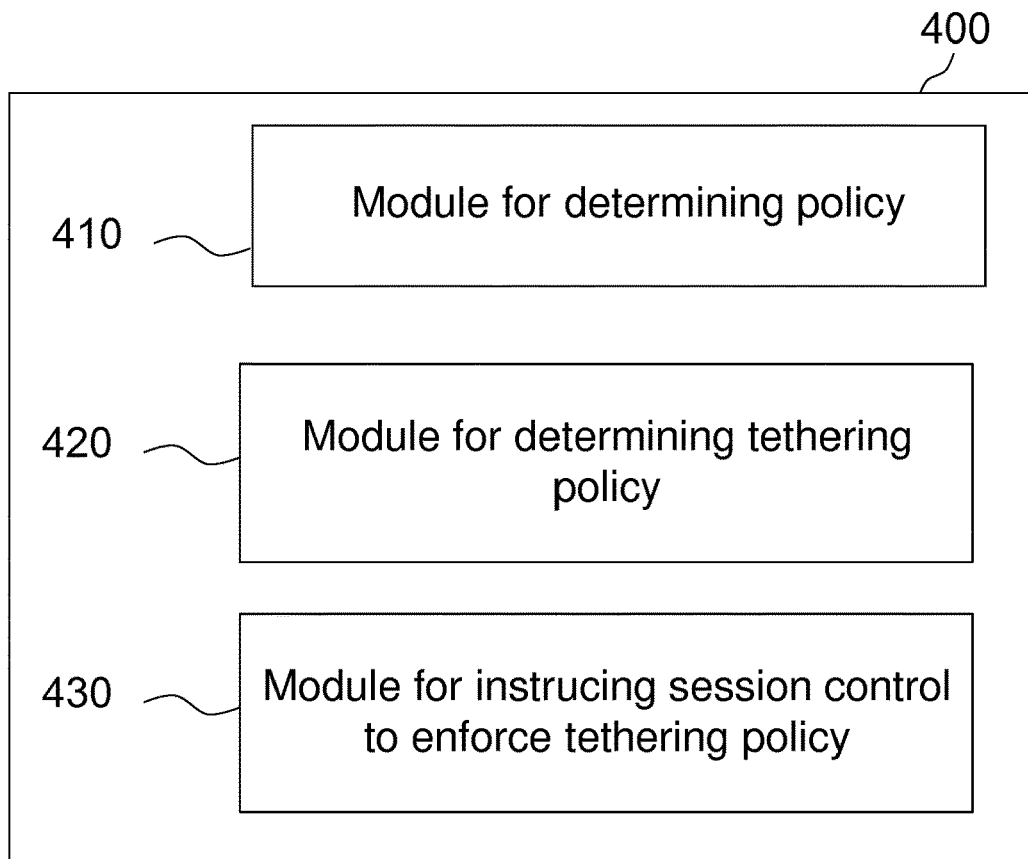 400
Module for determining policy
410
Module for determining tethering
policy
420
Module for instrucing session control
to enforce tethering policy
430